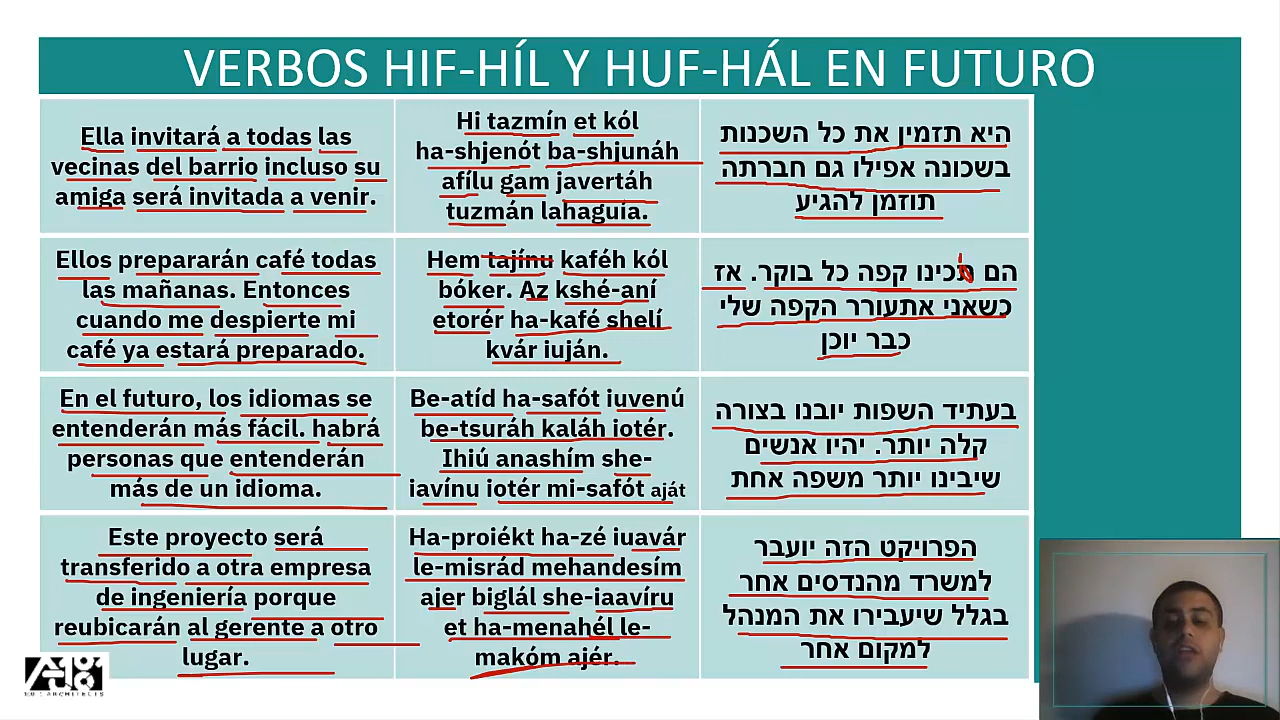 VERBOS HIF-HÍL Y HUF-HÁL EN FUTURO
Ella invitará a todas las
vecinas del barrio incluso su
amiga será invitada a venir.
Hi tazmín et kól
ha-shjenót ba-shjunáh
afílu gam javertáh
tuzmán lahaguía.
היא תזמין את כל השכנות
בשכונה אפילו גם חברתה
תוזמן להגיע
Ellos prepararán café todas
las mañanas. Entonces
cuando me despierte mi
café ya estará preparado.
Hem tajínu kaféh kól
bóker. Az kshé-aní
etorér ha-kafé shelí
kvár iuján.
הם תכינו קפה כל בוקר. אז
כשאני אתעורר הקפה שלי
כבר יוכן
En el futuro, los idiomas se
entenderán más fácil. habrá
personas que entenderán
más de un idioma.
Be-atíd ha-safót iuvenú
be-tsuráh kaláh iotér.
Ihiú anashím she-
iavínu iotér mi-safót aját
בעתיד השפות יובנו בצורה
קלה יותר. יהיו אנשים
שיבינו יותר משפה אחת
Este proyecto será
transferido a otra empresa
de ingeniería porque
reubicarán al gerente a otro
lugar.
Ha-proiékt ha-zé iuavár
le-misrád mehandesím
ajer biglál she-iaavíru
et ha-menahél le-
makóm ajér.
הפרויקט הזה יועבר
למשרד מהנדסים אחר
בגלל שיעבירו את המנהל
למקום אחר